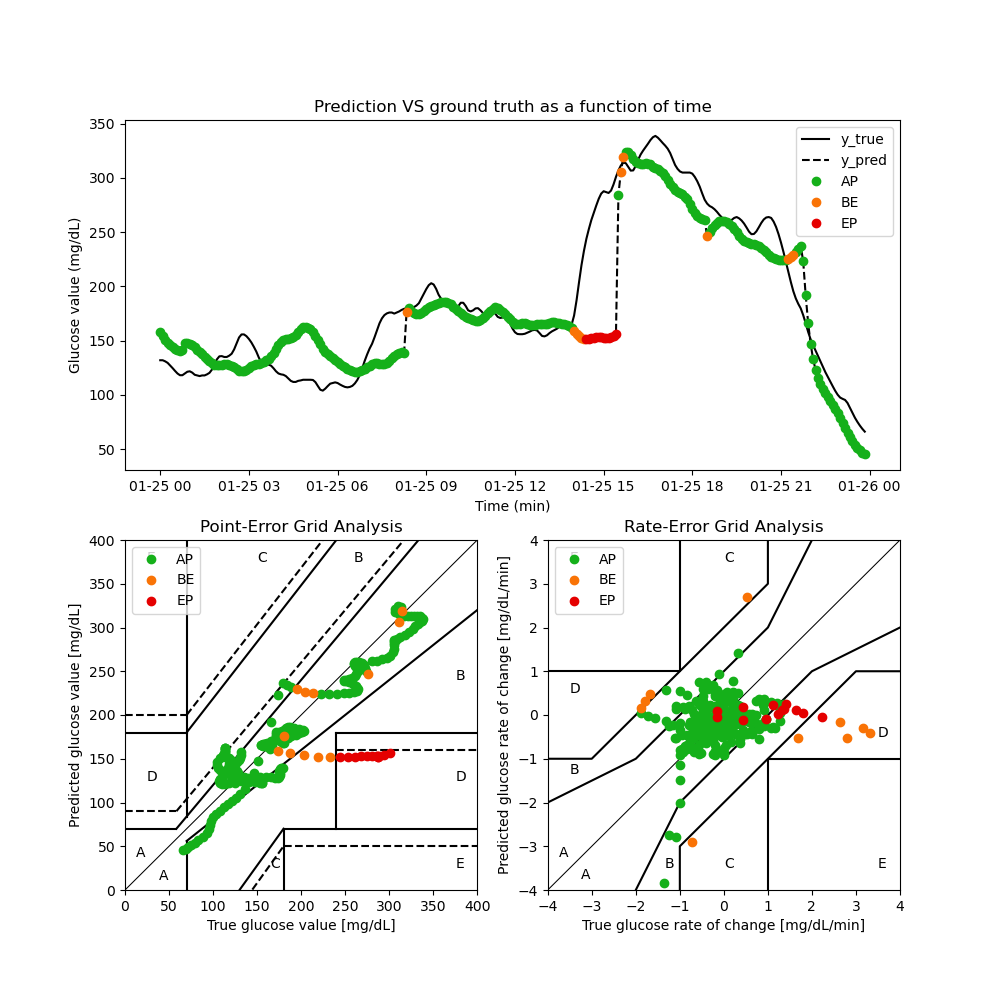 Prediction VS ground truth as a function of time
Glucose value (mg/dL)
350
300
250
200
150
100
50
y_true
y_pred
AP
BE
EP
01-25 00 01-25 03 01-25 06 01-25 09 01-25 12 01-25 15 01-25 18 01-25 21 01-26 00
Time (min)
Point-Error Grid Analysis
Predicted glucose value [mg/dL]
400
350
300
250
200
150
100
50
0
AP
BE
EP
C
B
B
D
D
A
A
C
E
0 50 100 150 200 250 300 350 400
True glucose value [mg/dL]
Rate-Error Grid Analysis
Predicted glucose rate of change [mg/dL/min]
4
3
2
1
0
−1
−2
−3
−4
AP
BE
EP
C
D
D
B
A
A
B
C
E
−4 −3 −2 −1 0 1 2 3 4
True glucose rate of change [mg/dL/min]